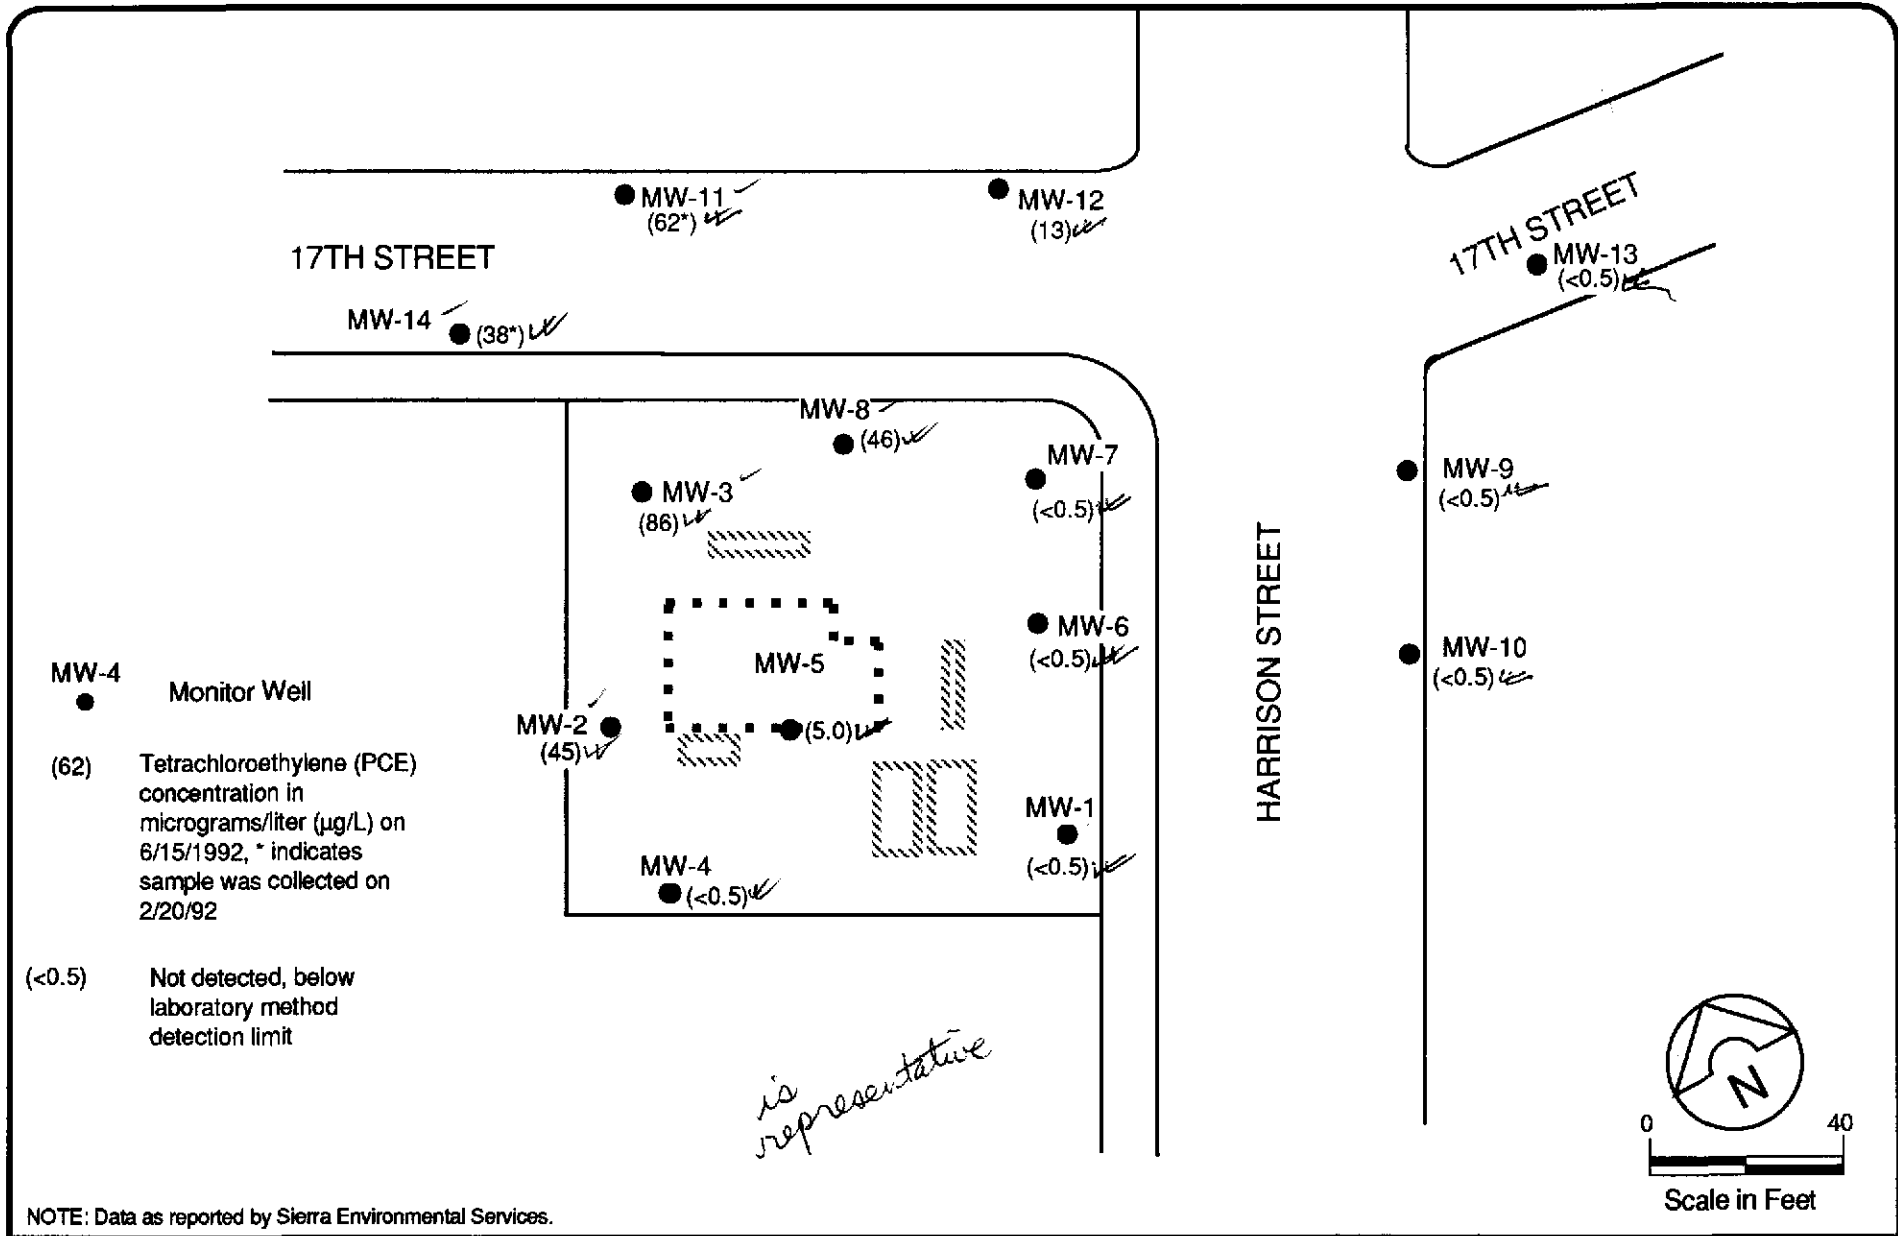 MW-11
(62*)
MW-12
(13)
17TH STREET
17TH STREET
MW-13
(<0.5)
MW-14
(38*)
MW-8
(46)
MW-7
(<0.5)
MW-3
(86)
MW-9
(<0.5)
HARRISON STREET
MW-6
(<0.5)
MW-10
(<0.5)
MW-5
(5.0)
MW-2
(45)
MW-1
(<0.5)
MW-4
(<0.5)
MW-4
Monitor Well
(62) Tetrachloroethylene (PCE)
concentration in
micrograms/liter (µg/L) on
6/15/1992, * indicates
sample was collected on
2/20/92
(<0.5) Not detected, below
laboratory method
detection limit
is
representative
N
0 40
Scale in Feet
NOTE: Data as reported by Sierra Environmental Services.